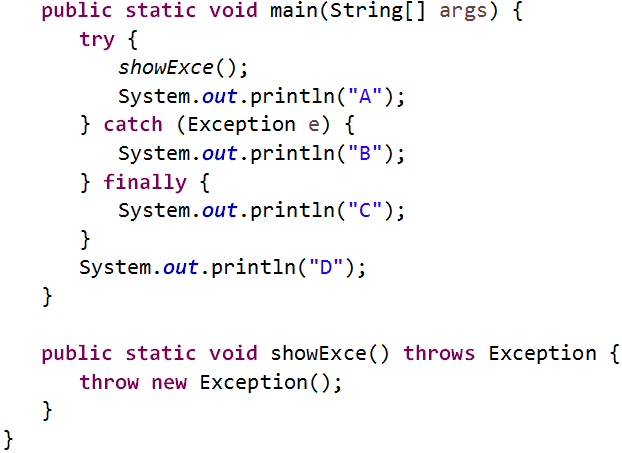 public static void main(String[] args) {
try {
showExce();
System.out.println("A");
} catch (Exception e) {
System.out.println("B");
} finally {
System.out.println("C");
}
System.out.println("D");
}
public static void showExce() throws Exception {
throw new Exception();
}
}